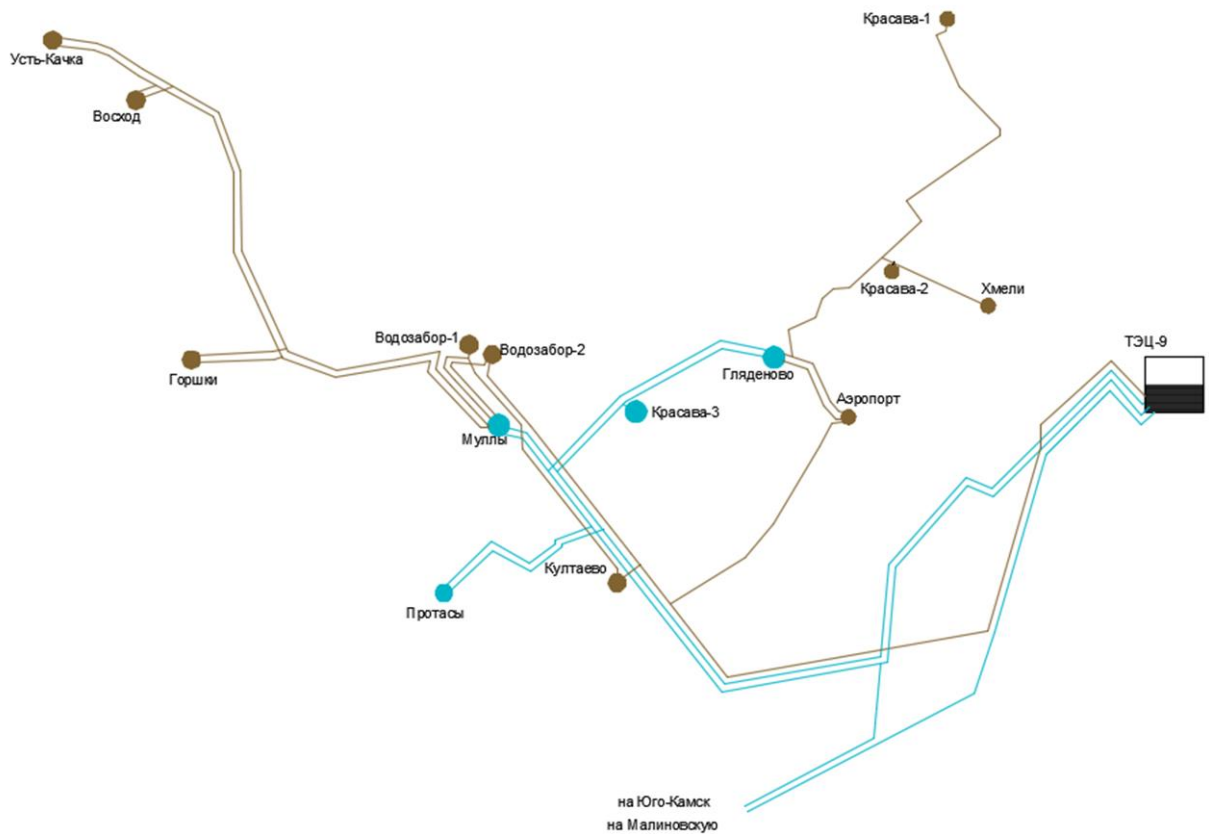 Красава-1
Усть-Качка
Восход
Красава-2
Хмели
Водозабор-1
ТЭЦ-9
Водозабор-2
Горшки
Гляденово
Аэропорт
Красава-3
Муллы
Култаево
Протасы
на Юго-Камск
на Малиновскую